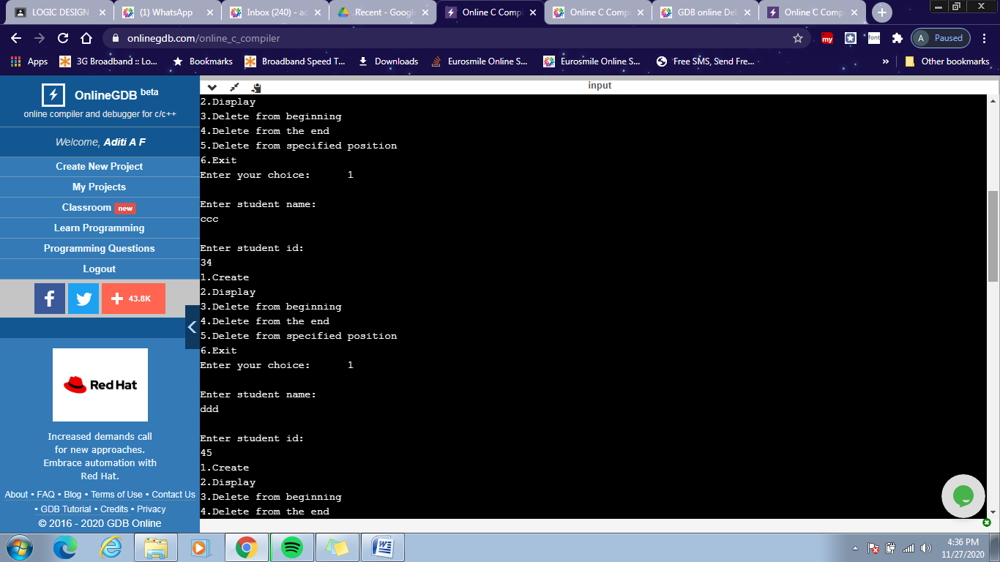 LOGIC DESIGN
(1) WhatsApp
Inbox (240) - ac
Recent - Google
Online C Compi
Online C Comp
GDB online Deb
Online C Comp
onlinegdb.com/online_c_compiler
my
font
A Paused
Apps
3G Broadband :: Lo...
Bookmarks
Broadband Speed T...
Downloads
Eurosmile Online S...
Eurosmile Online S...
Free SMS, Send Fre...
»
Other bookmarks
OnlineGDB beta
online compiler and debugger for c/c++
Welcome, Aditi A F
Create New Project
My Projects
Classroom new
Learn Programming
Programming Questions
Logout
f
+ 43.8K
Red Hat
Increased demands call
for new approaches.
Embrace automation with
Red Hat.
About • FAQ • Blog • Terms of Use • Contact Us
• GDB Tutorial • Credits • Privacy
© 2016 - 2020 GDB Online
input
2.Display
3.Delete from beginning
4.Delete from the end
5.Delete from specified position
6.Exit
Enter your choice: 1
Enter student name:
ccc
Enter student id:
34
1.Create
2.Display
3.Delete from beginning
4.Delete from the end
5.Delete from specified position
6.Exit
Enter your choice: 1
Enter student name:
ddd
Enter student id:
45
1.Create
2.Display
3.Delete from beginning
4.Delete from the end
4:36 PM
11/27/2020